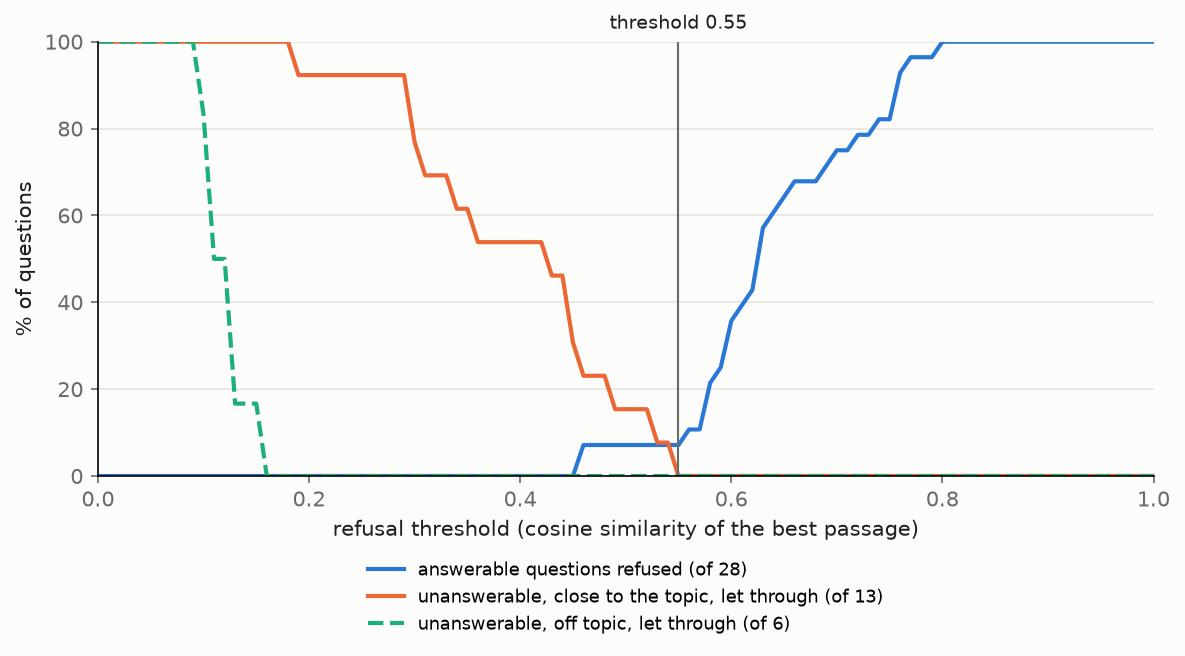 threshold 0.55
100
80
60
40
20
0
% of questions
0.0 0.2 0.4 0.6 0.8 1.0
refusal threshold (cosine similarity of the best passage)
answerable questions refused (of 28)
unanswerable, close to the topic, let through (of 13)
unanswerable, off topic, let through (of 6)